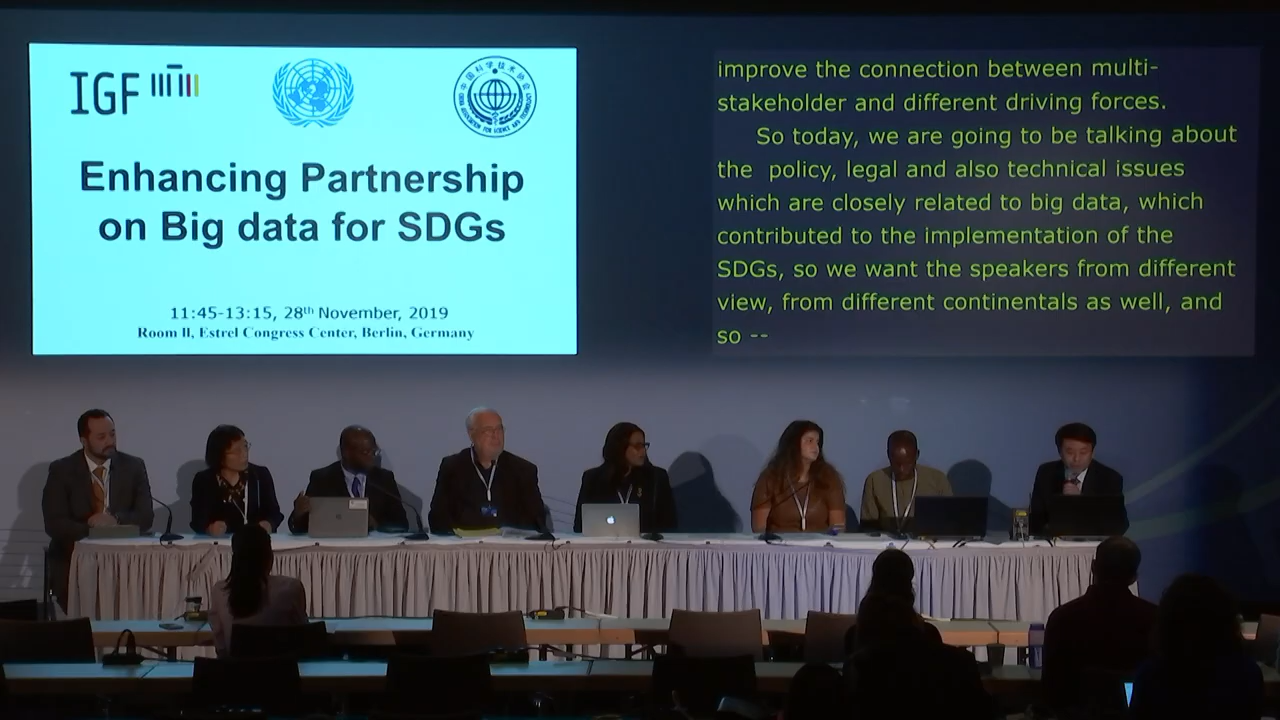 IGF
Enhancing Partnership
on Big data for SDGs
11:45-13:15, 28th November, 2019
Room II, Estrel Congress Center, Berlin, Germany
improve the connection between multi-
stakeholder and different driving forces.
So today, we are going to be talking about
the policy, legal and also technical issues
which are closely related to big data, which
contributed to the implementation of the
SDGs, so we want the speakers from different
view, from different continentals as well, and
so --